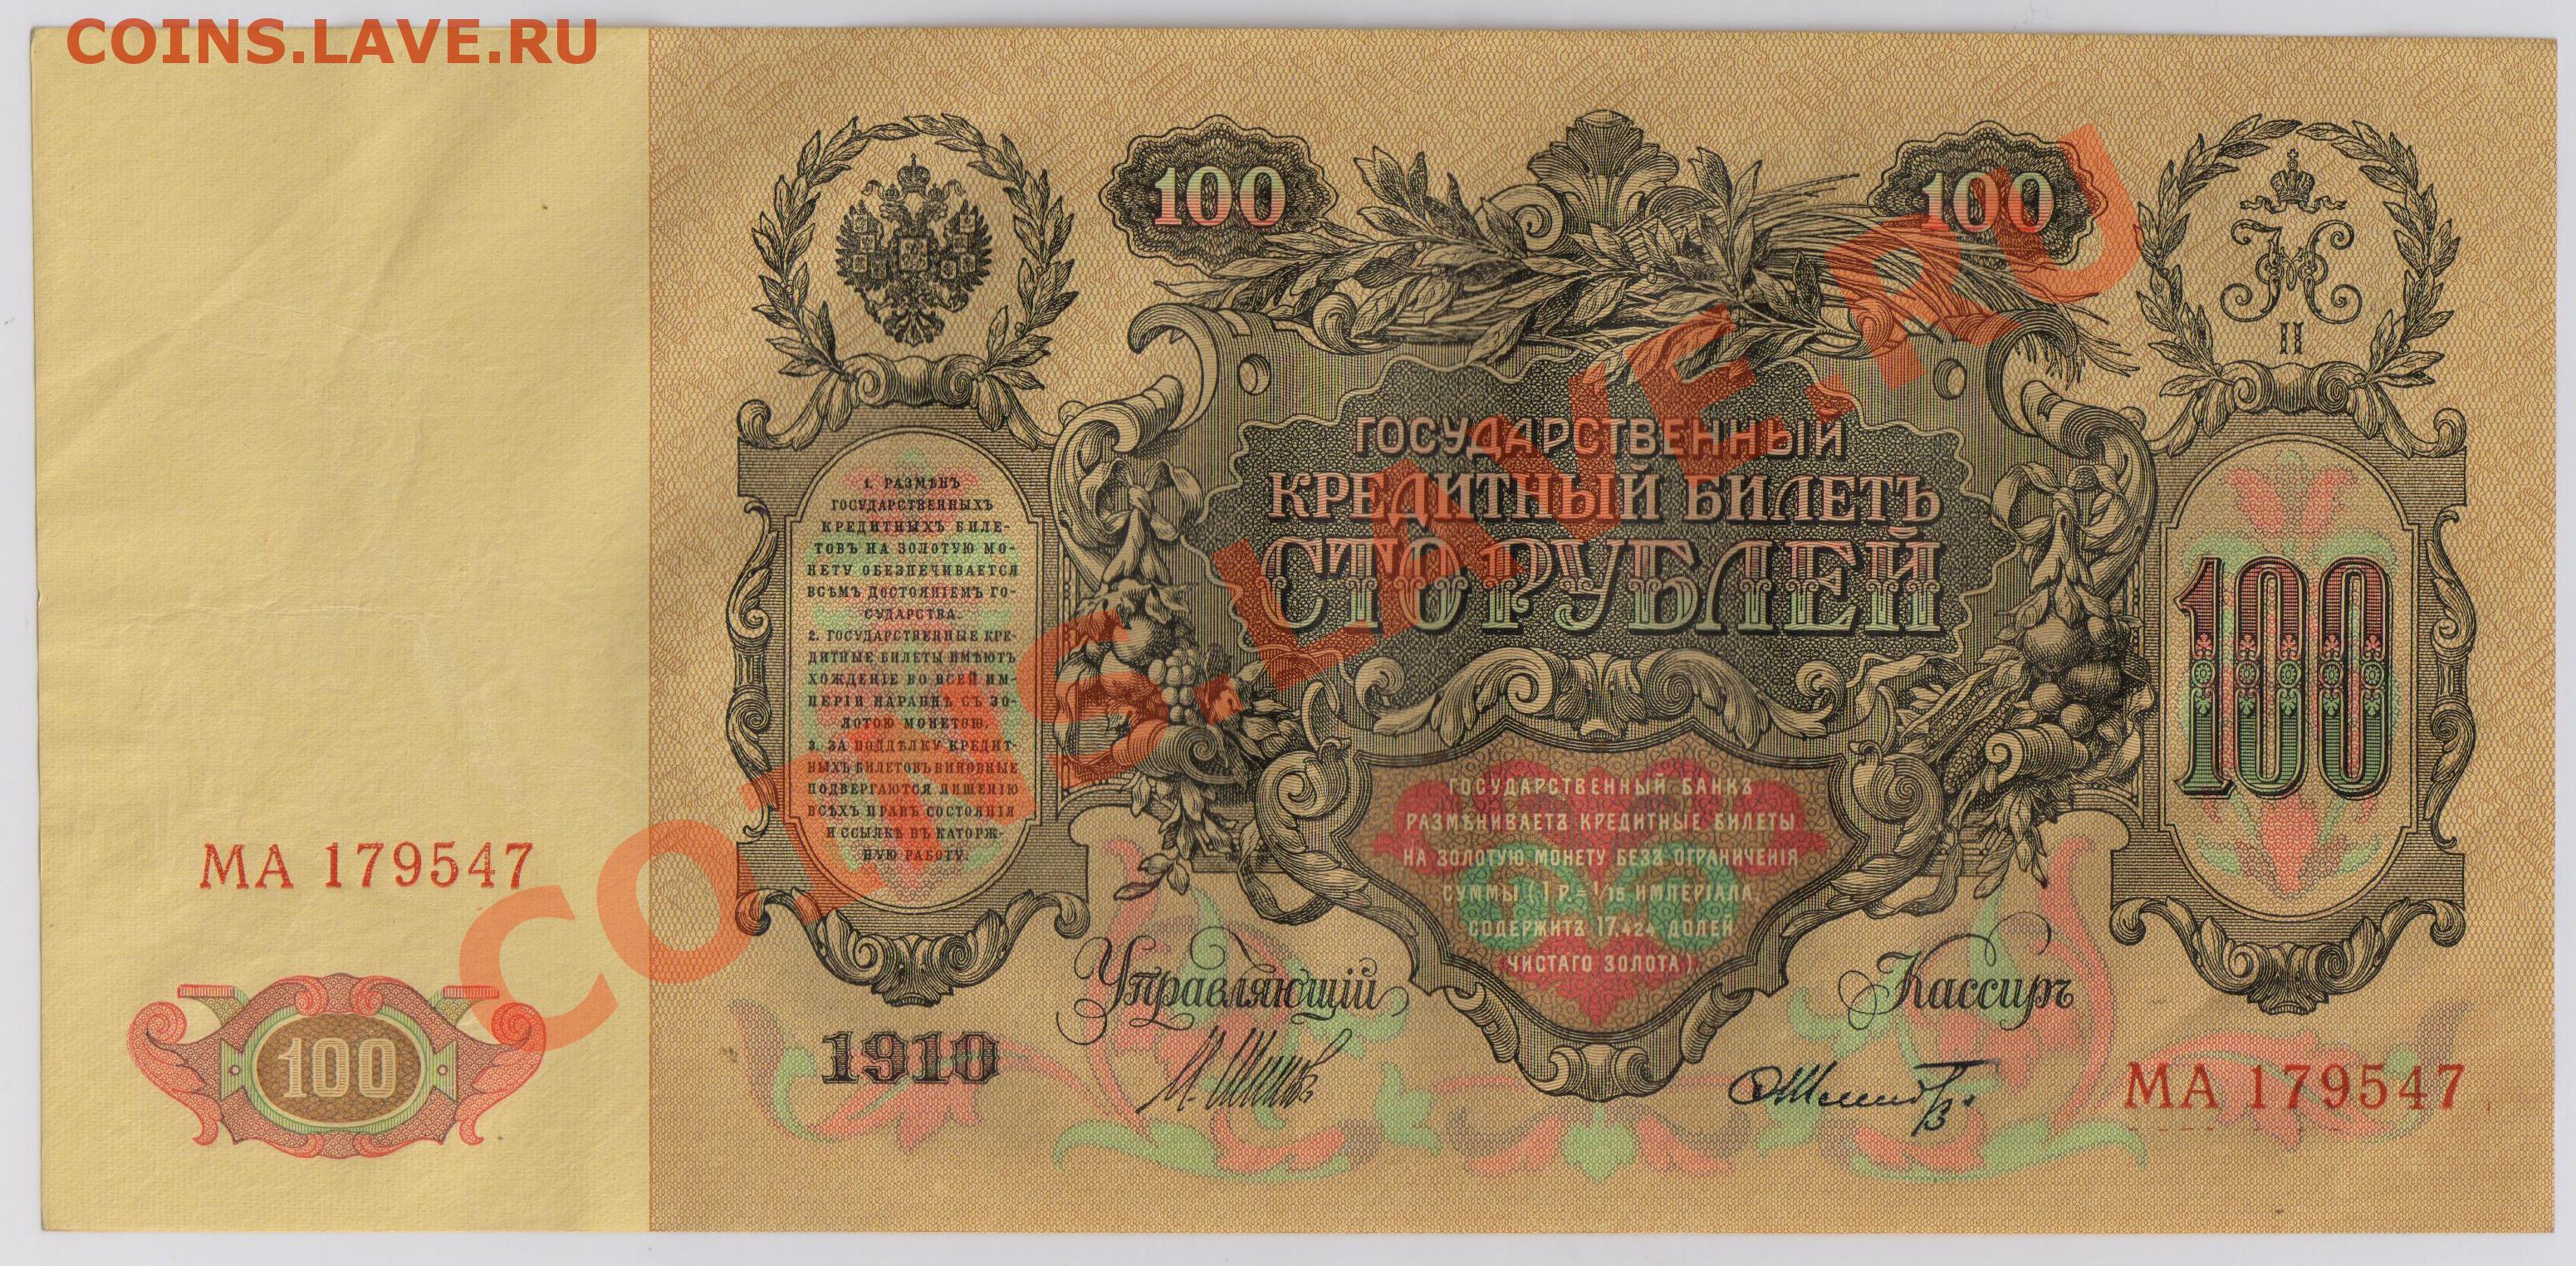 COINS.LAVE.RU
100
100
II
ГОСУДАРСТВЕННЫЙ
КРЕДИТНЫЙ БИЛЕТЪ
СТО РУБЛЕЙ
1. РАЗМѢНЪ
ГОСУДАРСТВЕННЫХЪ
КРЕДИТНЫХЪ БИЛЕ-
ТОВЪ НА ЗОЛОТУЮ МО-
НЕТУ ОБЕЗПЕЧИВАЕТСЯ
ВСѢМЪ ДОСТОЯНІЕМЪ ГО-
СУДАРСТВА.
2. ГОСУДАРСТВЕННЫЕ КРЕ-
ДИТНЫЕ БИЛЕТЫ ИМѢЮТЪ
ХОЖДЕНІЕ ВО ВСЕЙ ИМ-
ПЕРІИ НАРАВНѢ СЪ ЗО-
ЛОТОЮ МОНЕТОЮ.
3. ЗА ПОДДѢЛКУ КРЕДИТ-
НЫХЪ БИЛЕТОВЪ ВИНОВНЫЕ
ПОДВЕРГАЮТСЯ ЛИШЕНІЮ
ВСѢХЪ ПРАВЪ СОСТОЯНІЯ
И ССЫЛКѢ ВЪ КАТОРЖ-
НУЮ РАБОТУ.
100
ГОСУДАРСТВЕННЫЙ БАНКЪ
РАЗМѢНИВАЕТЪ КРЕДИТНЫЕ БИЛЕТЫ
НА ЗОЛОТУЮ МОНЕТУ БЕЗЪ ОГРАНИЧЕНІЯ
СУММЫ (1 Р.= 1/15 ИМПЕРІАЛА,
СОДЕРЖИТЪ 17,424 ДОЛЕЙ
ЧИСТАГО ЗОЛОТА)
МА 179547
100
Управляющій
Кассиръ
1910
МА 179547
COINS.LAVE.RU